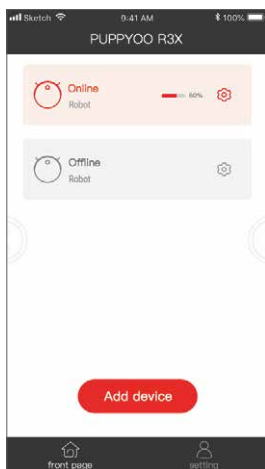 Sketch 9:41 AM 100%
PUPPYOO R3X
Online
Robot
60%
Offline
Robot
Add device
front page setting